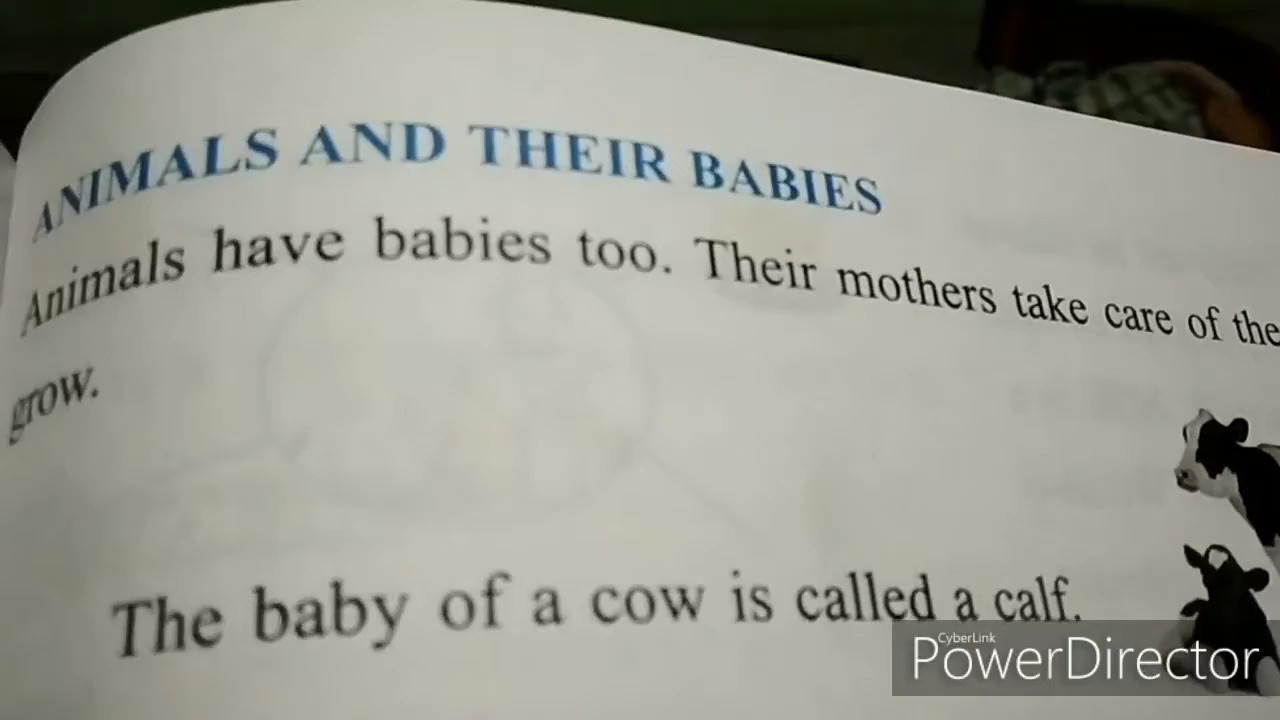 ANIMALS AND THEIR BABIES
Animals have babies too. Their mothers take care of the
grow.
The baby of a cow is called a calf.
CyberLink
PowerDirector